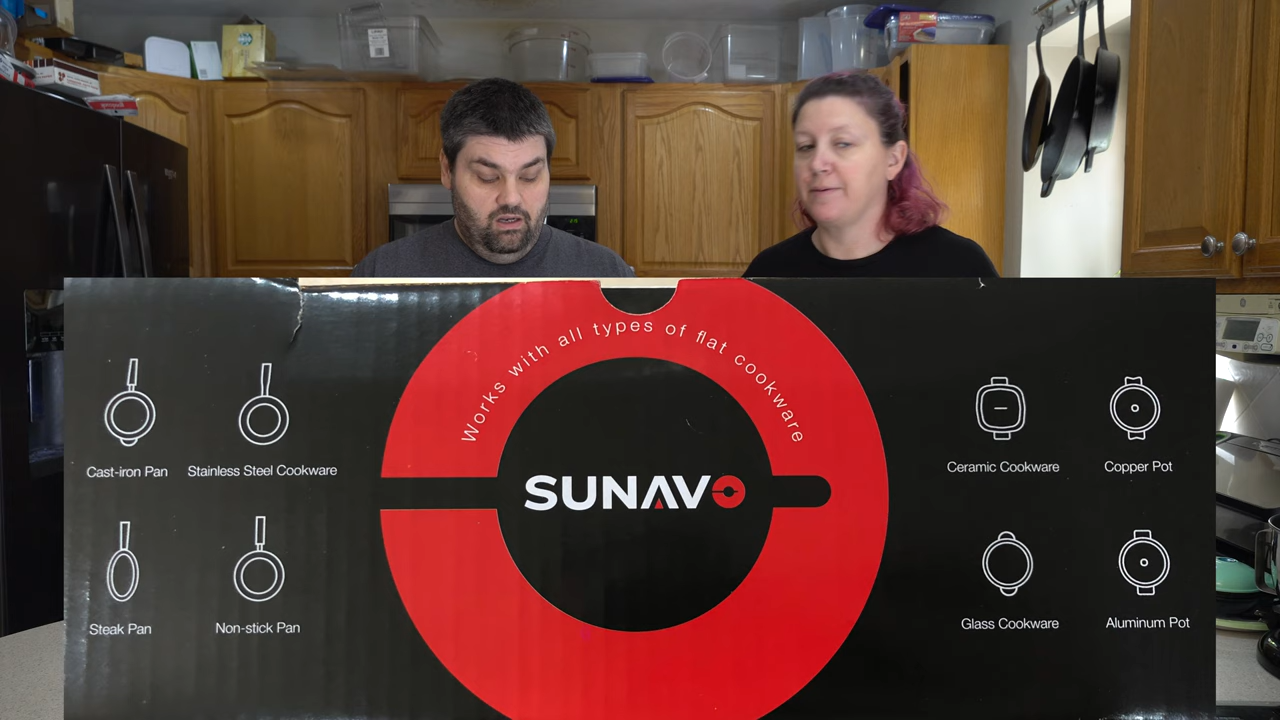 Works with all types of flat cookware
SUNAVO
Cast-iron Pan
Stainless Steel Cookware
Steak Pan
Non-stick Pan
Ceramic Cookware
Copper Pot
Glass Cookware
Aluminum Pot